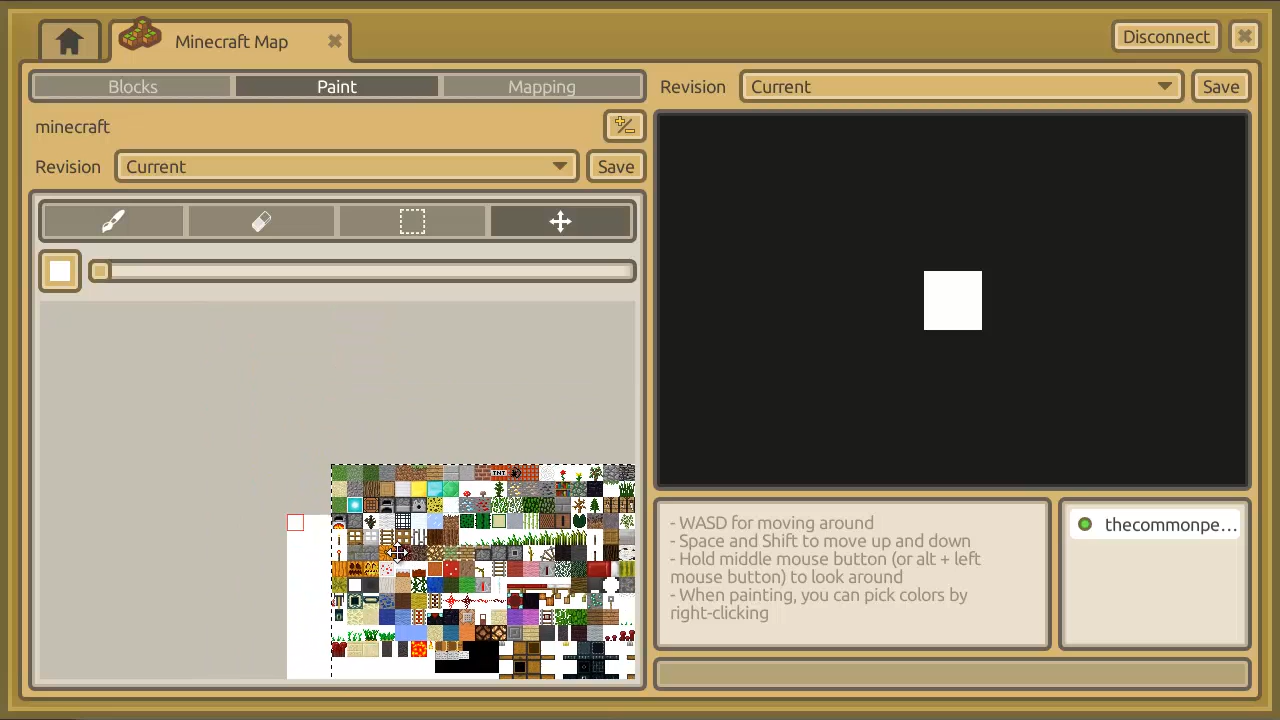 Minecraft Map
Disconnect
Blocks
Paint
Mapping
Revision
Current
Save
minecraft
Revision
Current
Save
TNT
- WASD for moving around
- Space and Shift to move up and down
- Hold middle mouse button (or alt + left
mouse button) to look around
- When painting, you can pick colors by
right-clicking
thecommonpe...